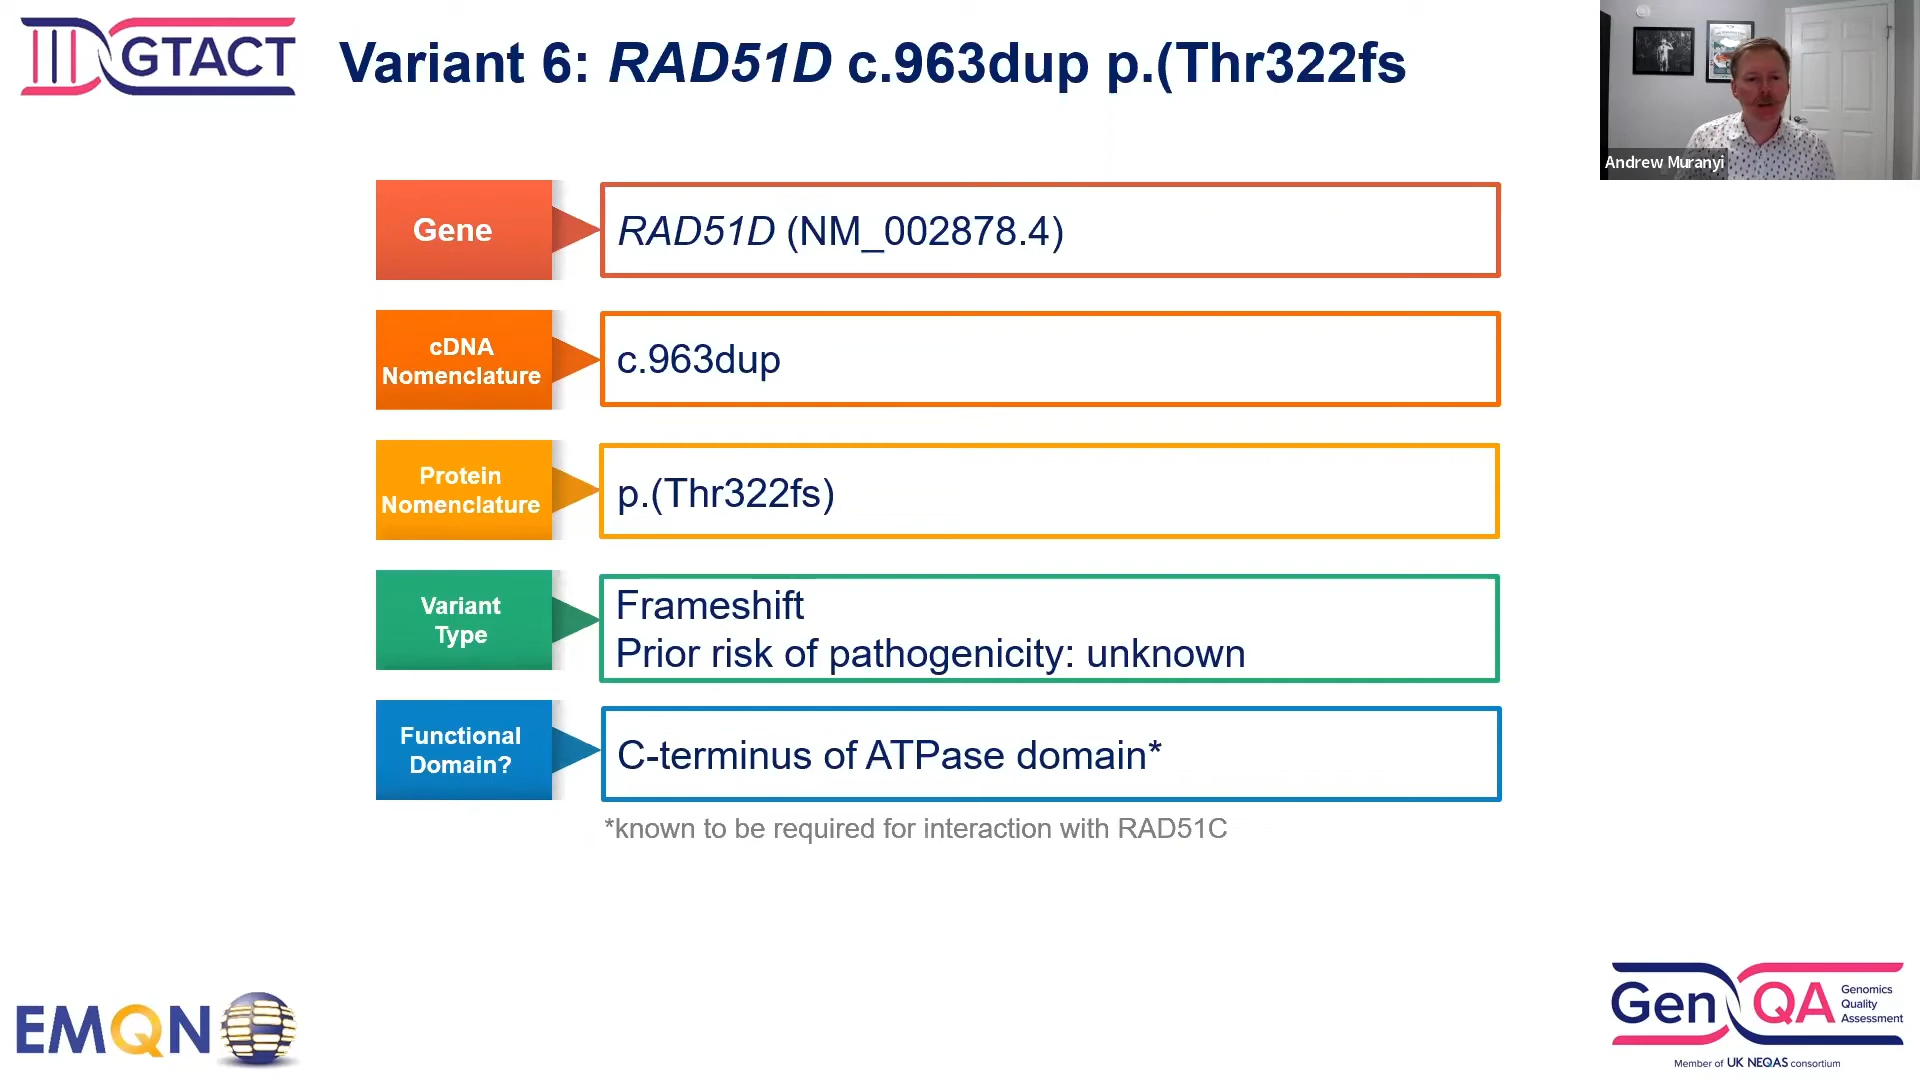 GTACT
Variant 6: RAD51D c.963dup p.(Thr322fs
Andrew Muranyi
Gene
RAD51D (NM_002878.4)
cDNA
Nomenclature
c.963dup
Protein
Nomenclature
p.(Thr322fs)
Variant
Type
Frameshift
Prior risk of pathogenicity: unknown
Functional
Domain?
C-terminus of ATPase domain*
*known to be required for interaction with RAD51C
EMQN
GenQA
Genomics
Quality
Assessment
Member of UK NEQAS consortium